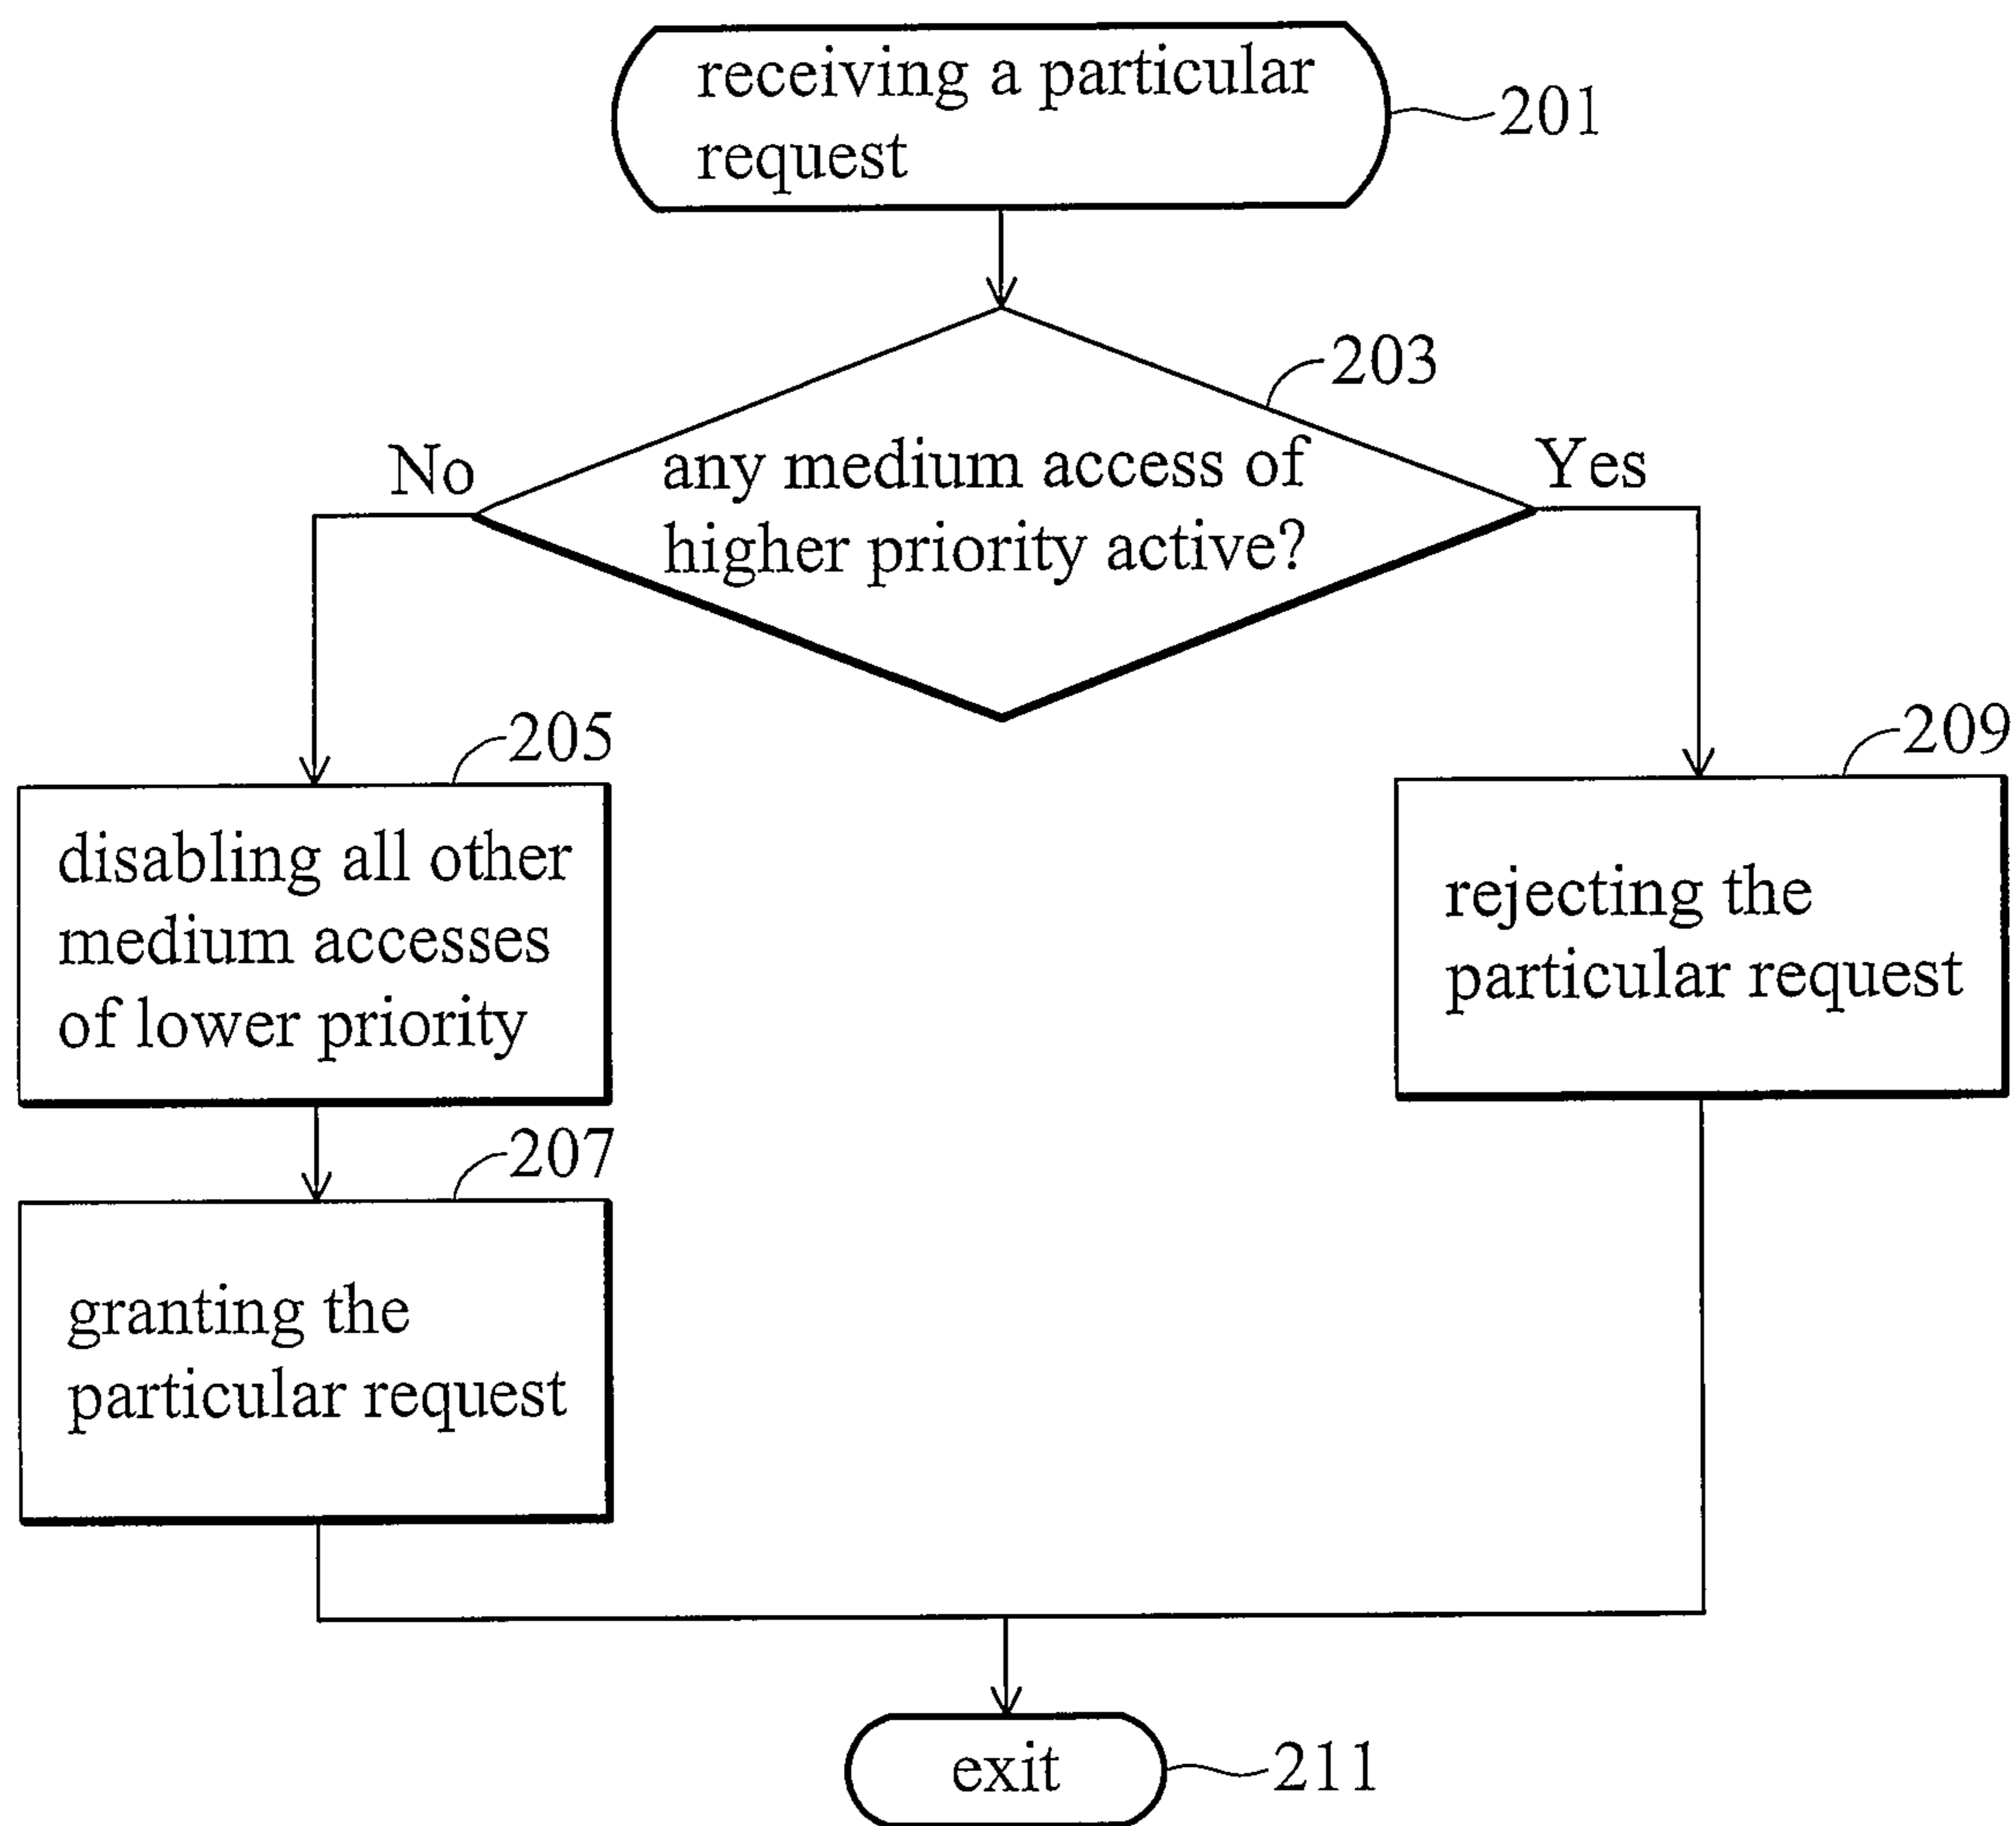 receiving a particular
request
201
203
No
any medium access of
higher priority active?
Yes
205
disabling all other
medium accesses
of lower priority
209
rejecting the
particular request
207
granting the
particular request
exit
211